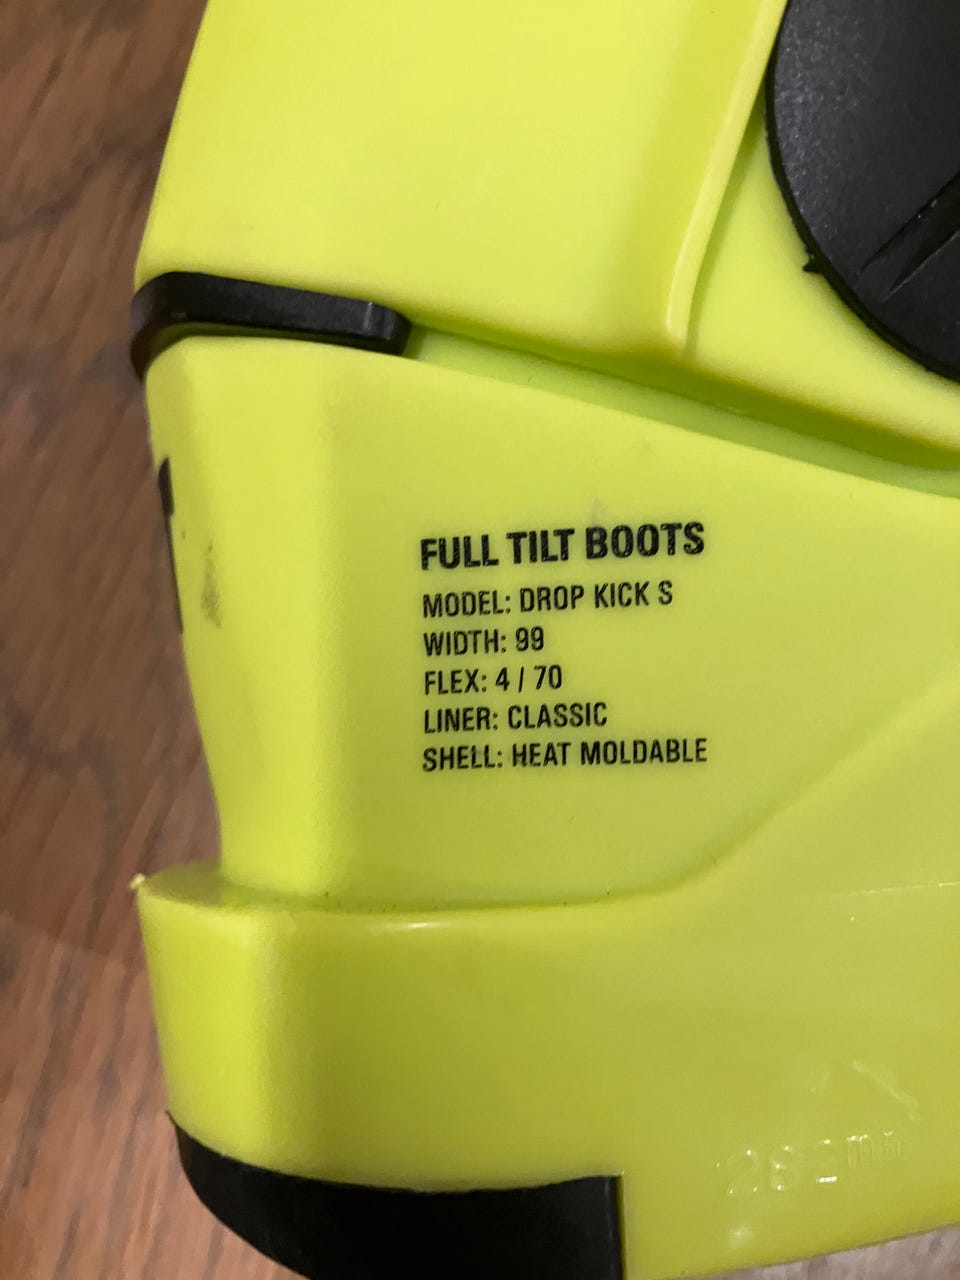 FULL TILT BOOTS
MODEL: DROP KICK S
WIDTH: 99
FLEX: 4 / 70
LINER: CLASSIC
SHELL: HEAT MOLDABLE